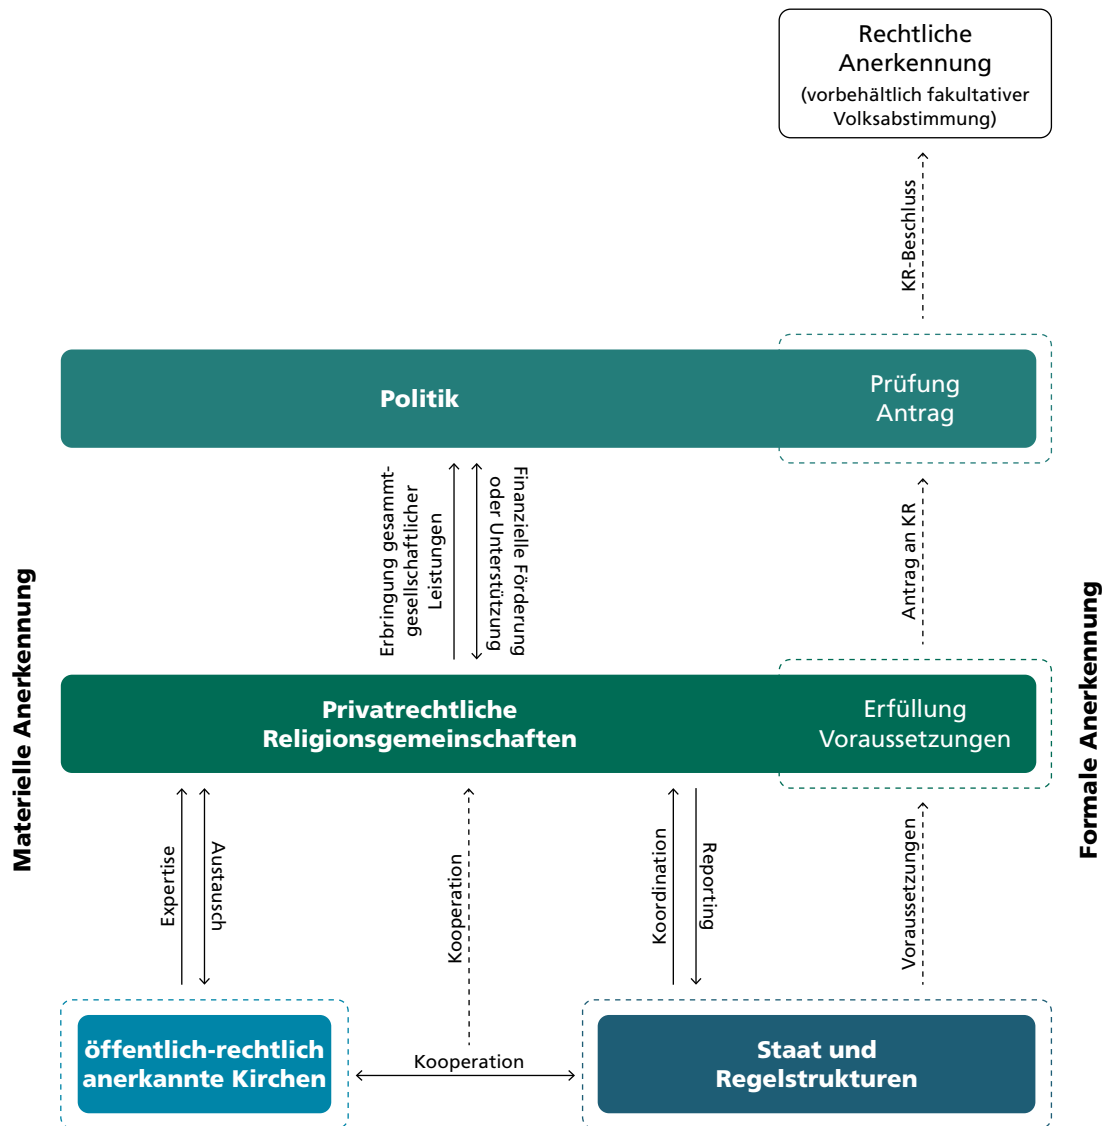 Rechtliche
Anerkennung
(vorbehältlich fakultativer
Volksabstimmung)
KR-Beschluss
Politik
Prüfung
Antrag
Erbringung gesammt-
gesellschaftlicher
Leistungen
Finanzielle Förderung
oder Unterstützung
Antrag an KR
Materielle Anerkennung
Formale Anerkennung
Privatrechtliche
Religionsgemeinschaften
Erfüllung
Voraussetzungen
Expertise
Austausch
Kooperation
Koordination
Reporting
Voraussetzungen
öffentlich-rechtlich
anerkannte Kirchen
Kooperation
Staat und
Regelstrukturen